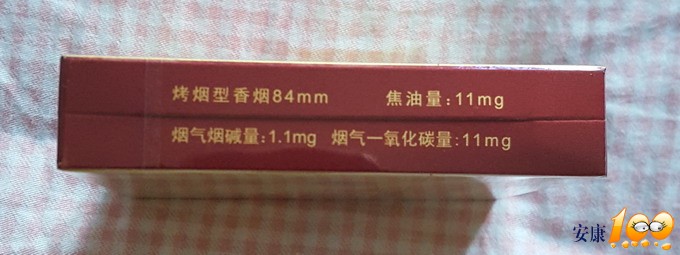 烤烟型香烟84mm 焦油量:11mg
烟气烟碱量:1.1mg 烟气一氧化碳量:11mg
安康100